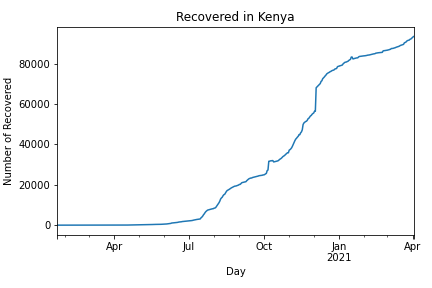 Recovered in Kenya
Number of Recovered
80000
60000
40000
20000
0
Apr
Jul
Oct
Jan
2021
Apr
Day